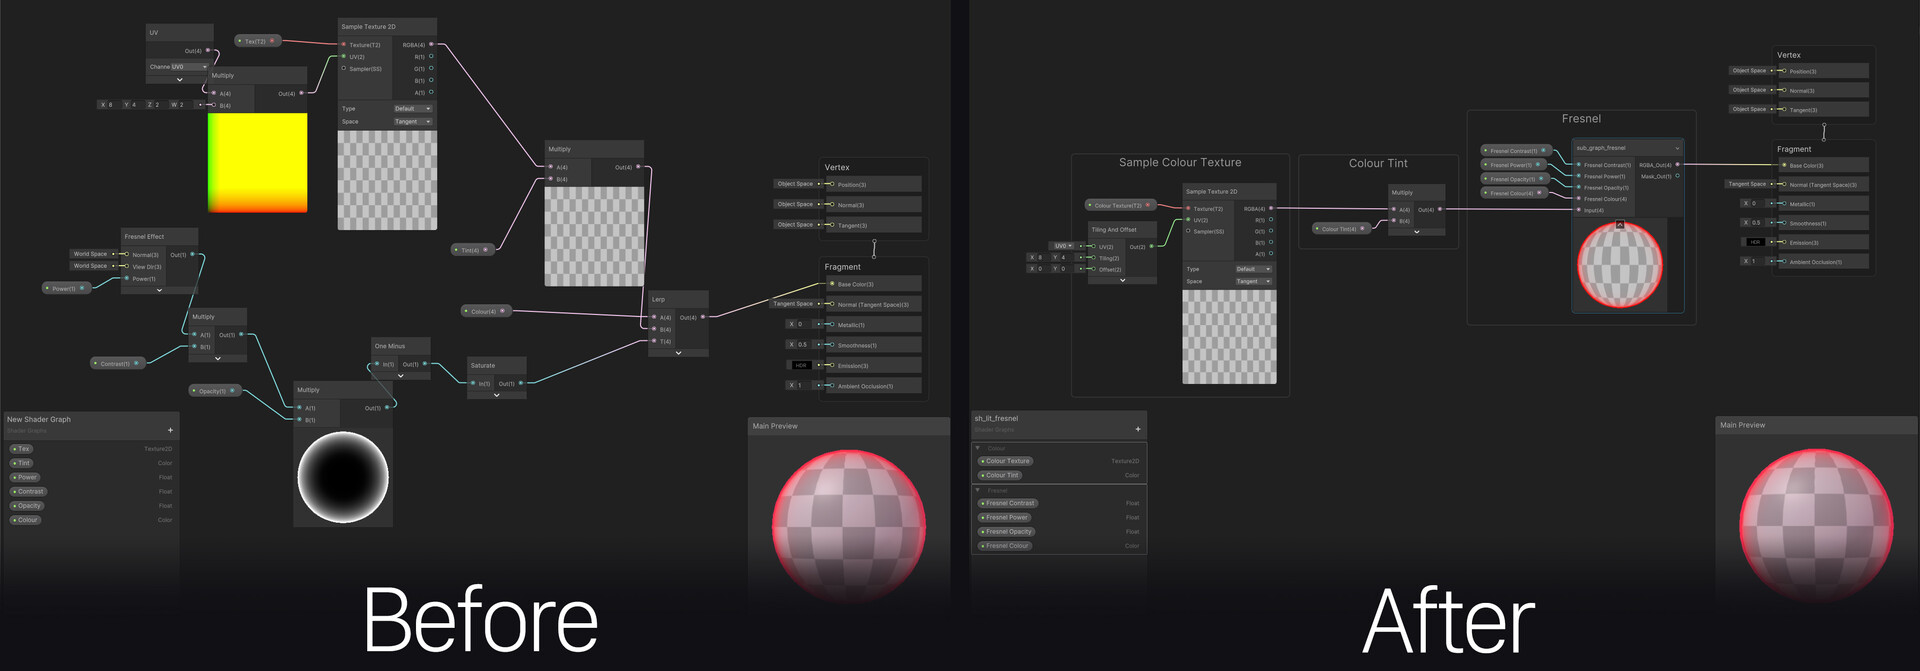 UV
Out(4)
Channe UV0
Tex(T2)
Multiply
A(4) Out(4)
X 8 Y 4 Z 2 W 2 B(4)
Sample Texture 2D
Texture(T2) RGBA(4)
UV(2) R(1)
Sampler(SS) G(1)
B(1)
A(1)
Type Default
Space Tangent
Multiply
A(4) Out(4)
B(4)
Tint(4)
Fresnel Effect
World Space Normal(3) Out(1)
World Space View Dir(3)
Power(1) Power(1)
Multiply
A(1) Out(1)
B(1)
Contrast(1)
Opacity(1)
Multiply
A(1) Out(1)
B(1)
One Minus
In(1) Out(1)
Saturate
In(1) Out(1)
Colour(4)
Lerp
A(4) Out(4)
B(4)
T(4)
Vertex
Object Space Position(3)
Object Space Normal(3)
Object Space Tangent(3)
Fragment
Base Color(3)
Tangent Space Normal (Tangent Space)(3)
X 0 Metallic(1)
X 0.5 Smoothness(1)
HDR Emission(3)
X 1 Ambient Occlusion(1)
New Shader Graph
Shader Graphs
+
Tex Texture2D
Tint Color
Power Float
Contrast Float
Opacity Float
Colour Color
Main Preview
Before
Sample Colour Texture
Colour Texture(T2)
Sample Texture 2D
Texture(T2) RGBA(4)
UV(2) R(1)
Sampler(SS) G(1)
B(1)
A(1)
Type Default
Space Tangent
Tiling And Offset
UV0 UV(2) Out(2)
X 8 Y 4 Tiling(2)
X 0 Y 0 Offset(2)
Colour Tint
Multiply
A(4) Out(4)
B(4)
Colour Tint(4)
Fresnel
Fresnel Contrast(1)
Fresnel Power(1)
Fresnel Opacity(1)
Fresnel Colour(4)
sub_graph_fresnel
Fresnel Contrast(1) RGBA_Out(4)
Fresnel Power(1) Mask_Out(1)
Fresnel Opacity(1)
Fresnel Colour(4)
Input(4)
Vertex
Object Space Position(3)
Object Space Normal(3)
Object Space Tangent(3)
Fragment
Base Color(3)
Tangent Space Normal (Tangent Space)(3)
X 0 Metallic(1)
X 0.5 Smoothness(1)
HDR Emission(3)
X 1 Ambient Occlusion(1)
sh_lit_fresnel
Shader Graphs
+
Colour
Colour Texture Texture2D
Colour Tint Color
Fresnel
Fresnel Contrast Float
Fresnel Power Float
Fresnel Opacity Float
Fresnel Colour Color
Main Preview
After